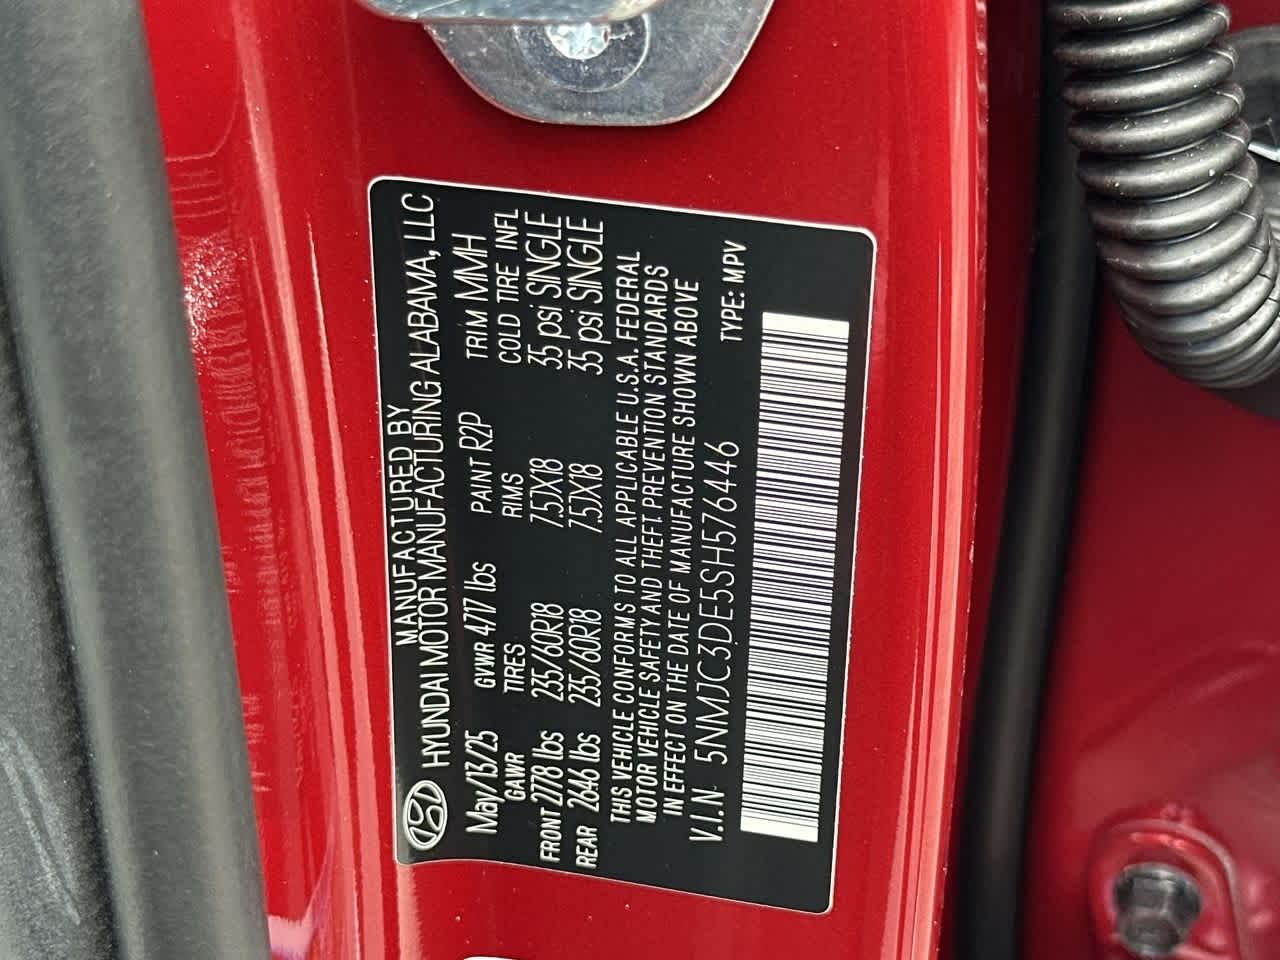 MANUFACTURED BY
HYUNDAI MOTOR MANUFACTURING ALABAMA, LLC
May/13/25 GVWR 4717 lbs PAINT R2P TRIM MMH
GAWR TIRES RIMS COLD TIRE INFL
FRONT 2778 lbs 235/60R18 7.5JX18 35 psi SINGLE
REAR 2646 lbs 235/60R18 7.5JX18 35 psi SINGLE
THIS VEHICLE CONFORMS TO ALL APPLICABLE U.S.A. FEDERAL
MOTOR VEHICLE SAFETY AND THEFT PREVENTION STANDARDS
IN EFFECT ON THE DATE OF MANUFACTURE SHOWN ABOVE
V.I.N. 5NMJC3DE5SH576446 TYPE: MPV